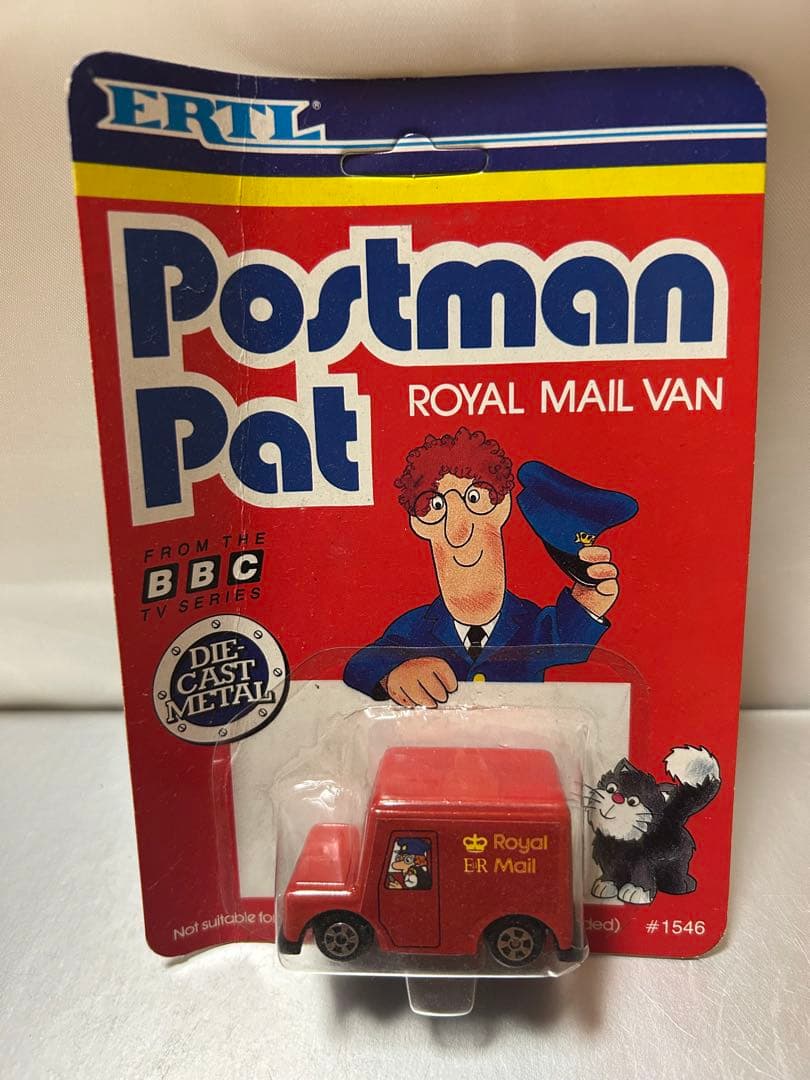 ERTL®
Postman
Pat
ROYAL MAIL VAN
FROM THE
BBC
TV SERIES
DIE-
CAST
METAL
Royal
EIIR Mail
Not suitable fo
ded) #1546